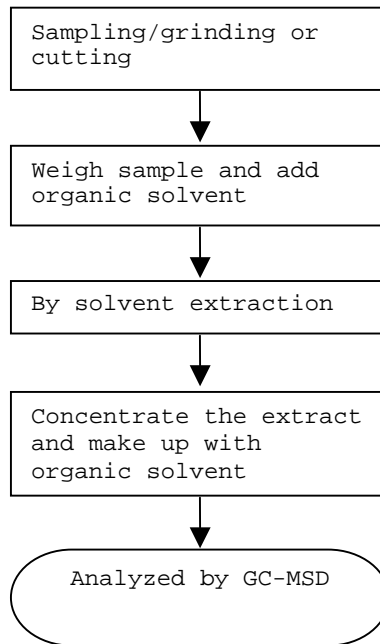 Sampling/grinding or
cutting
Weigh sample and add
organic solvent
By solvent extraction
Concentrate the extract
and make up with
organic solvent
Analyzed by GC-MSD